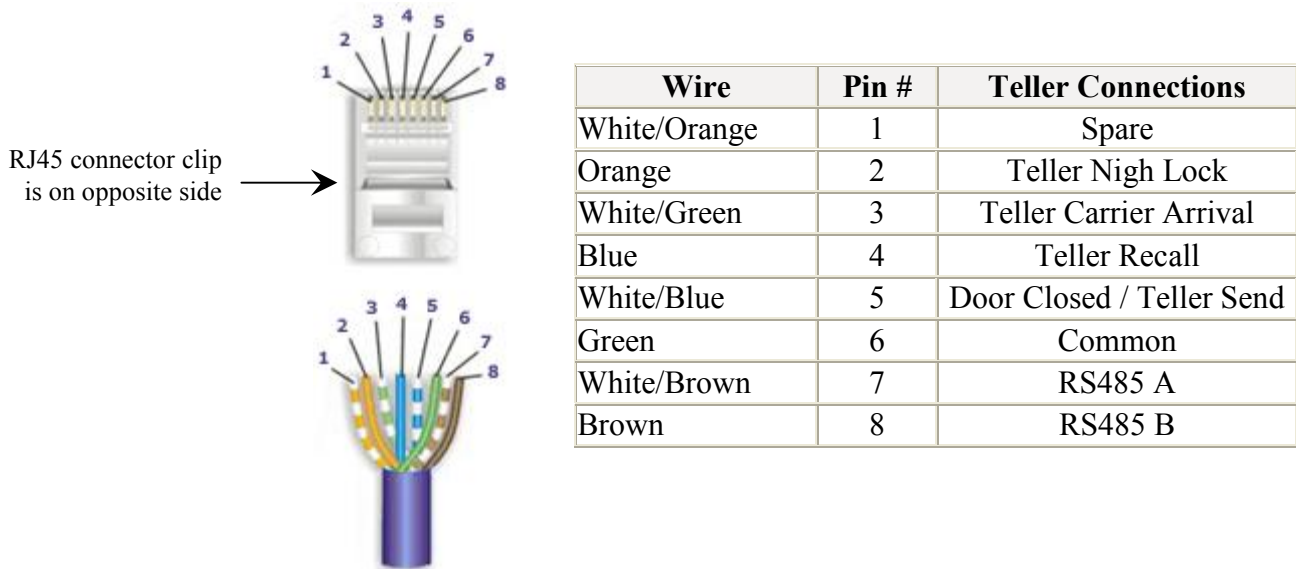 1 2 3 4 5 6 7 8
RJ45 connector clip
is on opposite side
1 2 3 4 5 6 7 8
Wire Pin # Teller Connections
White/Orange 1 Spare
Orange 2 Teller Nigh Lock
White/Green 3 Teller Carrier Arrival
Blue 4 Teller Recall
White/Blue 5 Door Closed / Teller Send
Green 6 Common
White/Brown 7 RS485 A
Brown 8 RS485 B